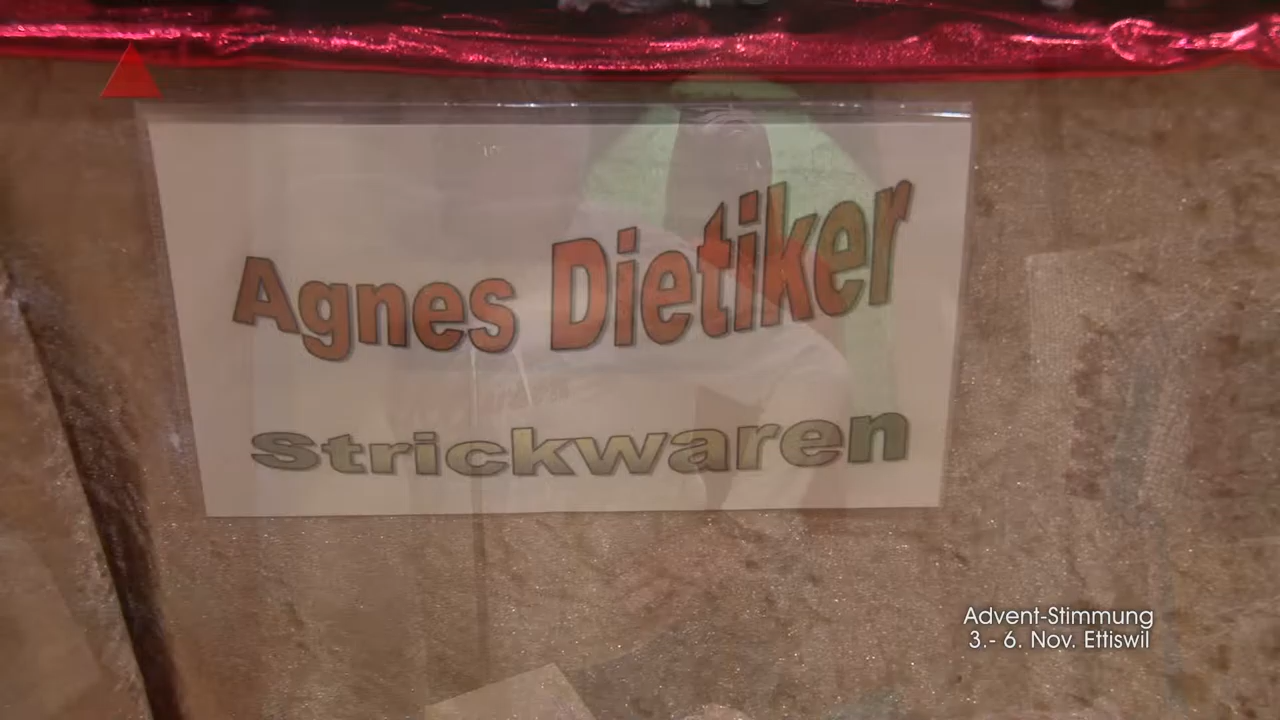 Agnes Dietiker
Strickwaren
Advent-Stimmung
3.- 6. Nov. Ettiswil